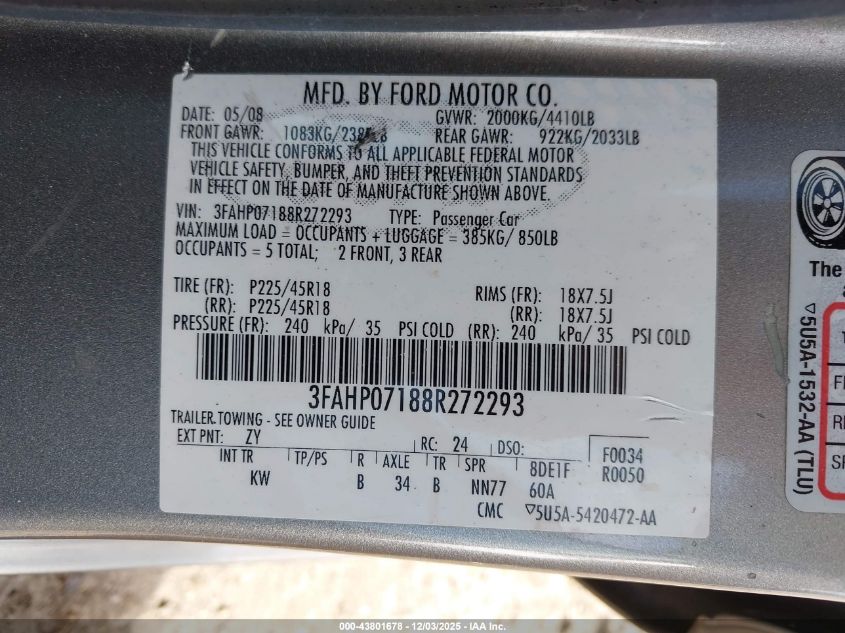 MFD. BY FORD MOTOR CO.
DATE: 05/08 GVWR: 2000KG/4410LB
FRONT GAWR: 1083KG/2387LB REAR GAWR: 922KG/2033LB
THIS VEHICLE CONFORMS TO ALL APPLICABLE FEDERAL MOTOR
VEHICLE SAFETY, BUMPER, AND THEFT PREVENTION STANDARDS
IN EFFECT ON THE DATE OF MANUFACTURE SHOWN ABOVE.
VIN: 3FAHP07188R272293 TYPE: Passenger Car
MAXIMUM LOAD = OCCUPANTS + LUGGAGE = 385KG/ 850LB
OCCUPANTS = 5 TOTAL; 2 FRONT, 3 REAR
TIRE (FR): P225/45R18 RIMS (FR): 18X7.5J
(RR): P225/45R18 (RR): 18X7.5J
PRESSURE (FR): 240 kPa/ 35 PSI COLD (RR): 240 kPa/ 35 PSI COLD
3FAHP07188R272293
TRAILER TOWING - SEE OWNER GUIDE
EXT PNT: ZY RC: 24 DSO: F0034
INT TR TP/PS R AXLE TR SPR 8DE1F R0050
KW B 34 B NN77 60A
CMC ▽5U5A-5420472-AA
The
▽5U5A-1532-AA (TLU)
000-43801678 - 12/03/2025 - IAA Inc.